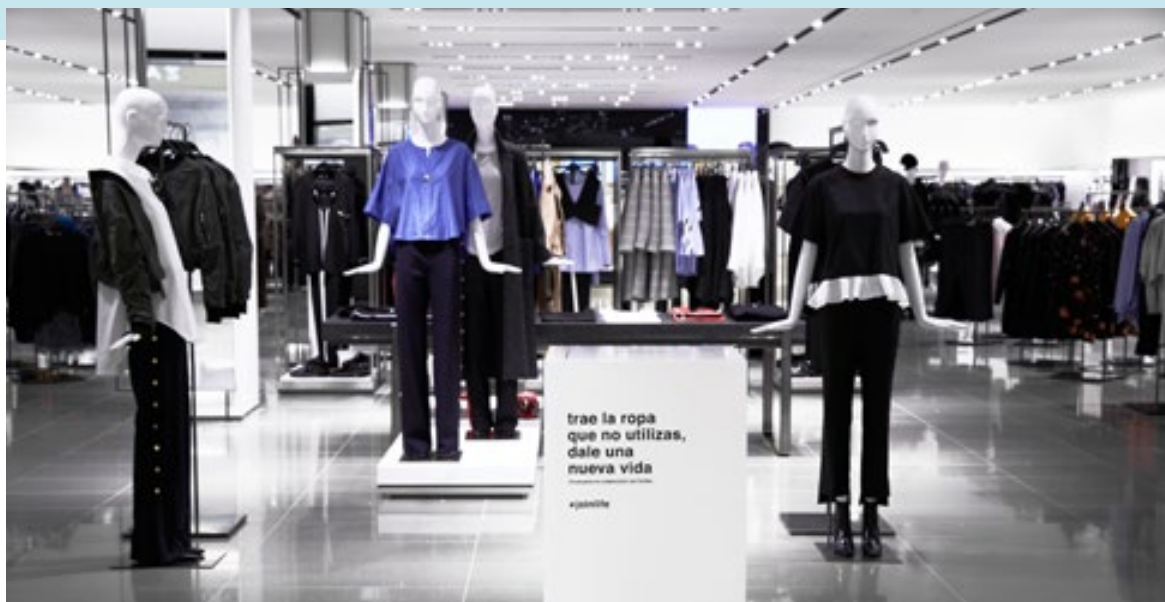 trae la ropa
que no utilizas,
dale una
nueva vida
#joinlife